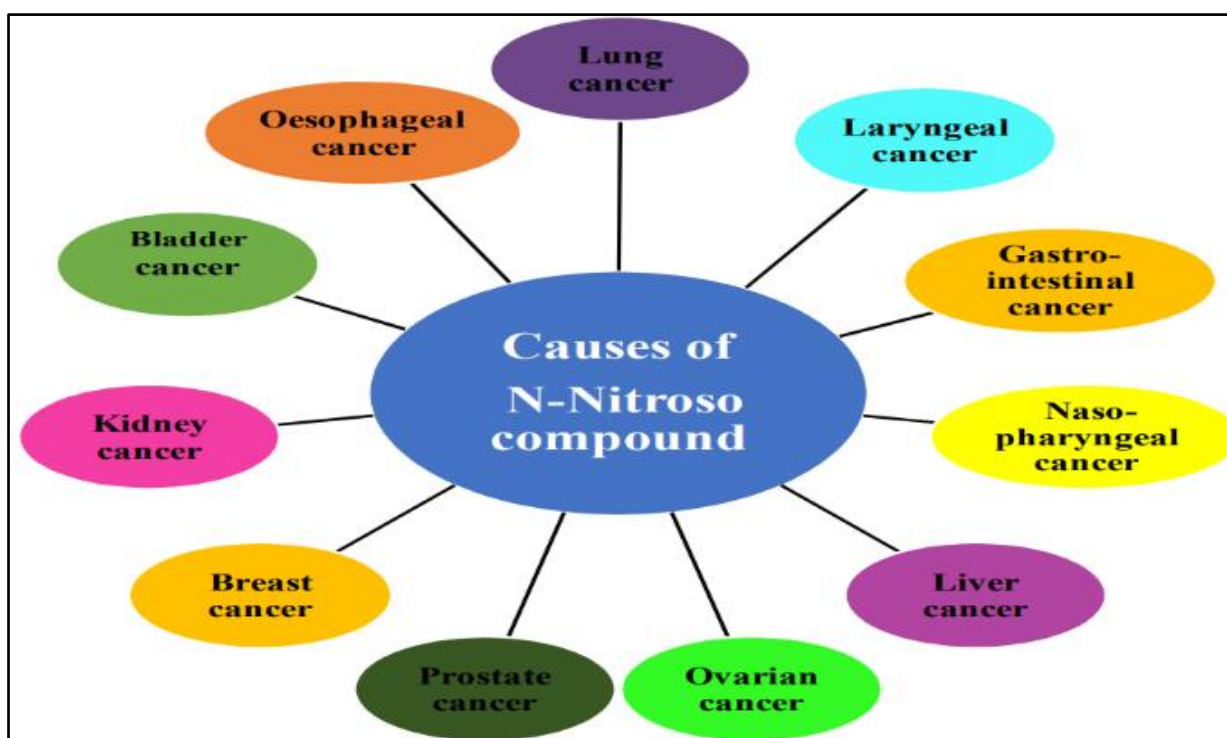 Lung
cancer
Oesophageal
cancer
Laryngeal
cancer
Bladder
cancer
Gastro-
intestinal
cancer
Causes of
N-Nitroso
compound
Kidney
cancer
Naso-
pharyngeal
cancer
Breast
cancer
Liver
cancer
Prostate
cancer
Ovarian
cancer